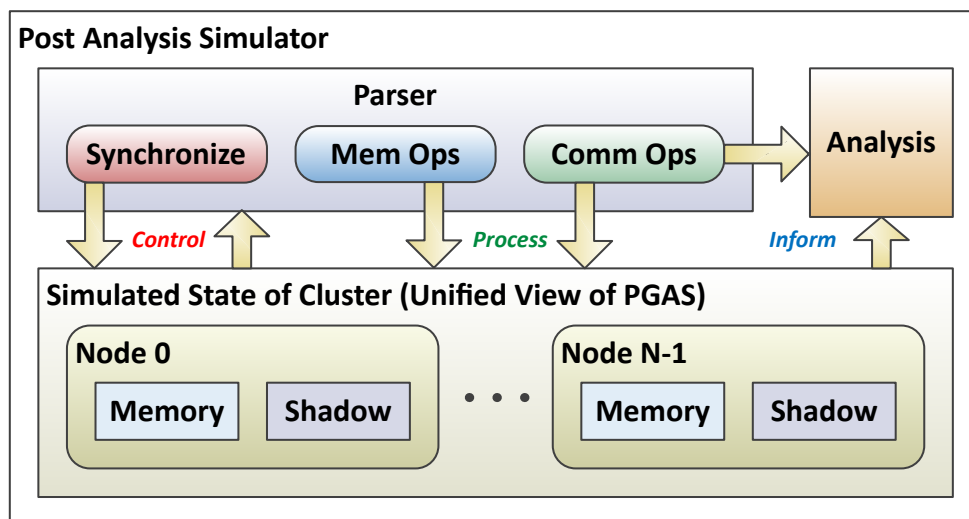 Post Analysis Simulator
Parser
Synchronize
Mem Ops
Comm Ops
Analysis
Control
Process
Inform
Simulated State of Cluster (Unified View of PGAS)
Node 0
Node N-1
Memory
Shadow
• • •
Memory
Shadow